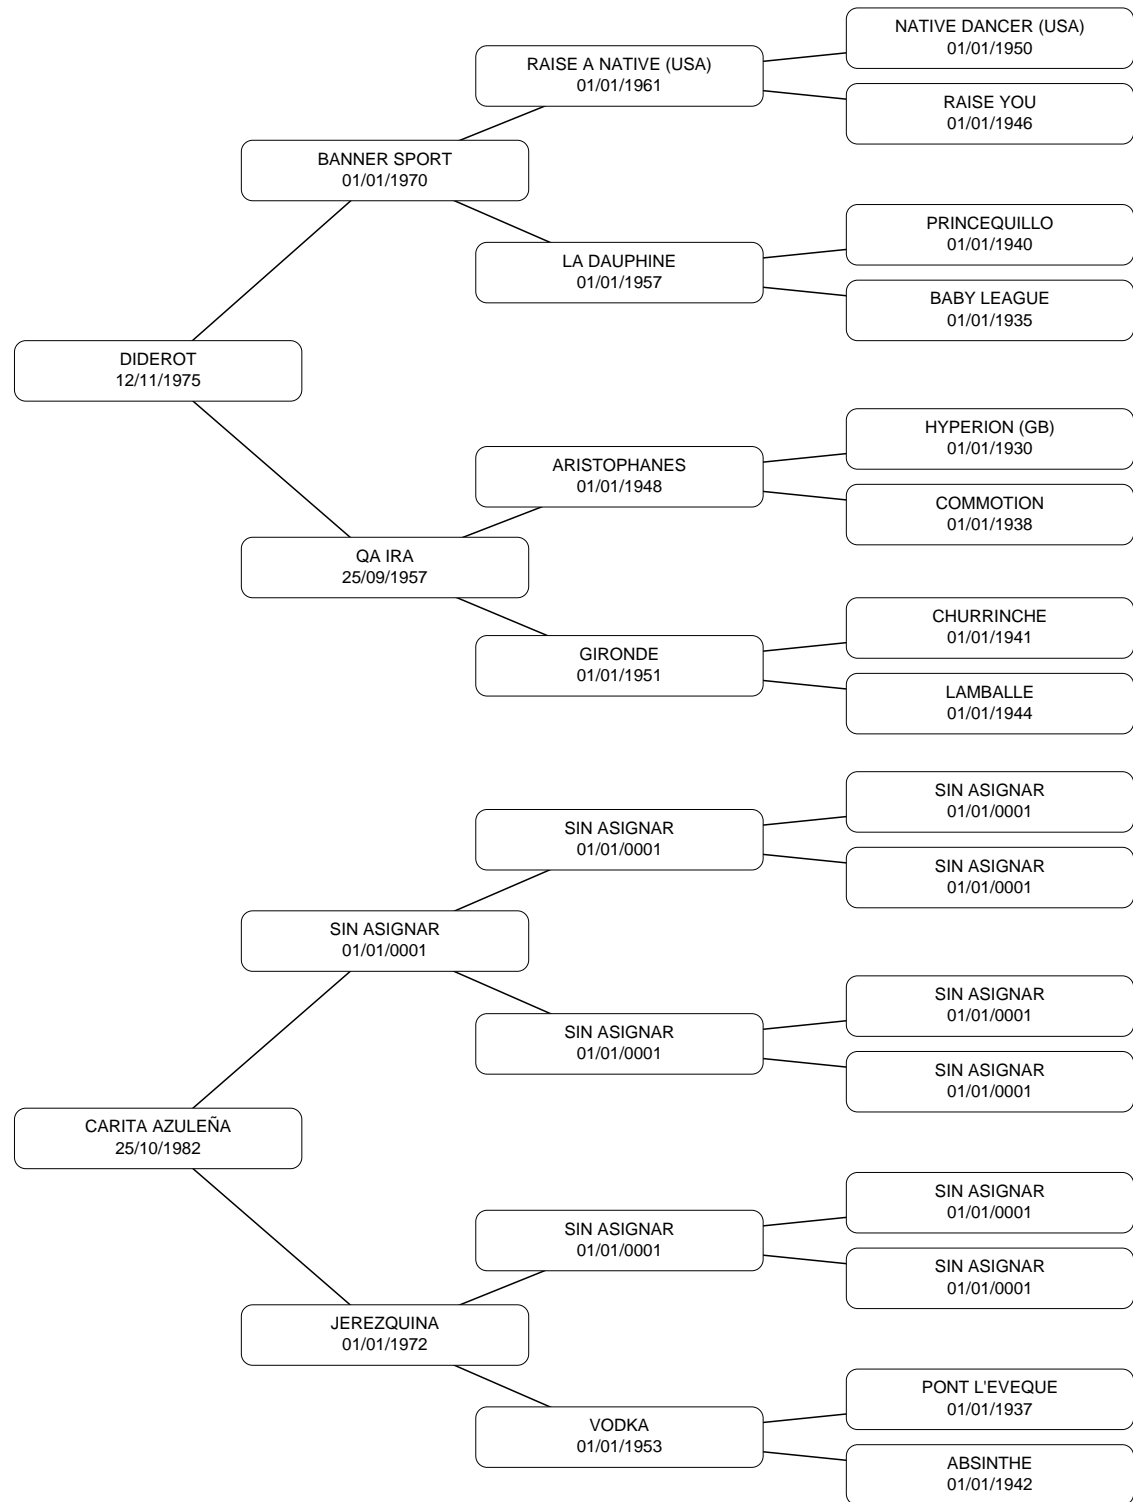 NATIVE DANCER (USA)
01/01/1950
RAISE A NATIVE (USA)
01/01/1961
RAISE YOU
01/01/1946
BANNER SPORT
01/01/1970
PRINCEQUILLO
01/01/1940
LA DAUPHINE
01/01/1957
BABY LEAGUE
01/01/1935
DIDEROT
12/11/1975
HYPERION (GB)
01/01/1930
ARISTOPHANES
01/01/1948
COMMOTION
01/01/1938
QA IRA
25/09/1957
CHURRINCHE
01/01/1941
GIRONDE
01/01/1951
LAMBALLE
01/01/1944
SIN ASIGNAR
01/01/0001
SIN ASIGNAR
01/01/0001
SIN ASIGNAR
01/01/0001
SIN ASIGNAR
01/01/0001
SIN ASIGNAR
01/01/0001
SIN ASIGNAR
01/01/0001
SIN ASIGNAR
01/01/0001
CARITA AZULEÑA
25/10/1982
SIN ASIGNAR
01/01/0001
SIN ASIGNAR
01/01/0001
SIN ASIGNAR
01/01/0001
JEREZQUINA
01/01/1972
PONT L'EVEQUE
01/01/1937
VODKA
01/01/1953
ABSINTHE
01/01/1942